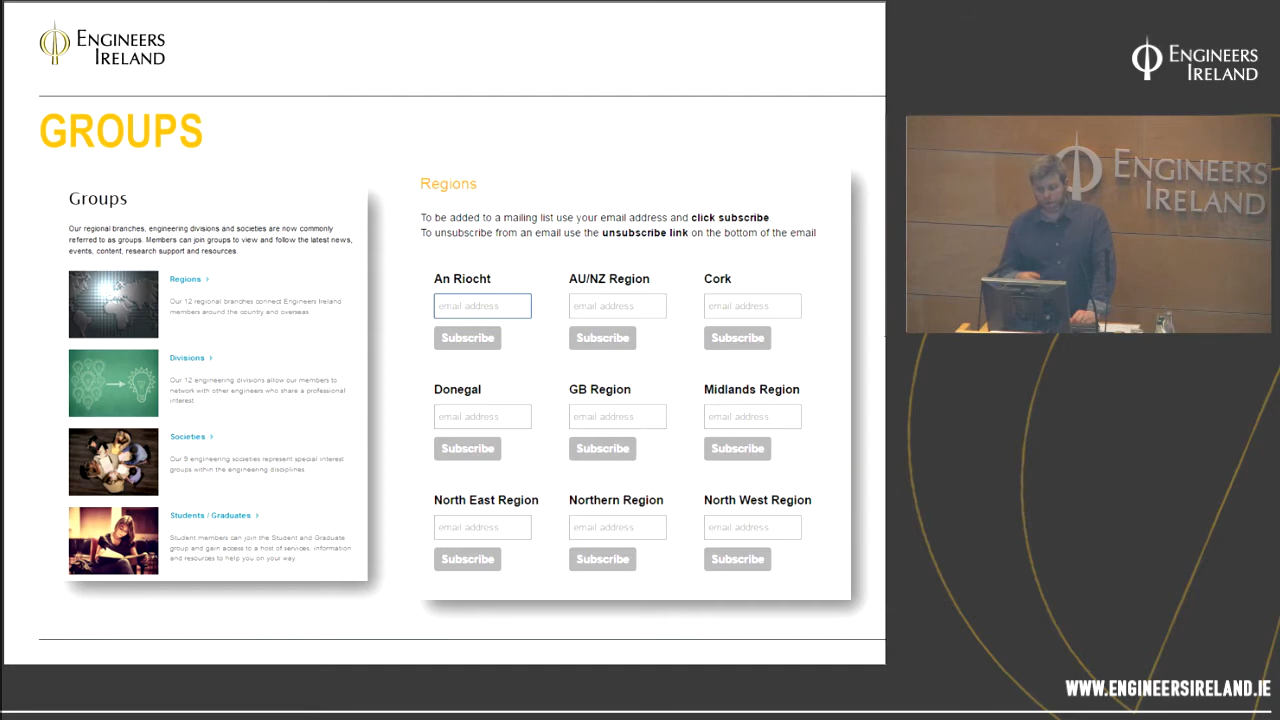 ENGINEERS
IRELAND
GROUPS
Groups
Our regional branches, engineering divisions and societies are now commonly
referred to as groups. Members can join groups to view and follow the latest news,
events, content, research support and resources.
Regions
Our 12 regional branches connect Engineers Ireland
members around the country and overseas
Divisions
Our 12 engineering divisions allow our members to
network with other engineers who share a professional
interest
Societies
Our 9 engineering societies represent special interest
groups within the engineering disciplines
Students / Graduates
Student members can join the Student and Graduate
group and gain access to a host of services, information
and resources to help you on your way
Regions
To be added to a mailing list use your email address and click subscribe.
To unsubscribe from an email use the unsubscribe link on the bottom of the email
An Riocht AU/NZ Region Cork
email address email address email address
Subscribe Subscribe Subscribe
Donegal GB Region Midlands Region
email address email address email address
Subscribe Subscribe Subscribe
North East Region Northern Region North West Region
email address email address email address
Subscribe Subscribe Subscribe
ENGINEERS
IRELAND
ENGINEERS
IRELAND
WWW.ENGINEERSIRELAND.IE